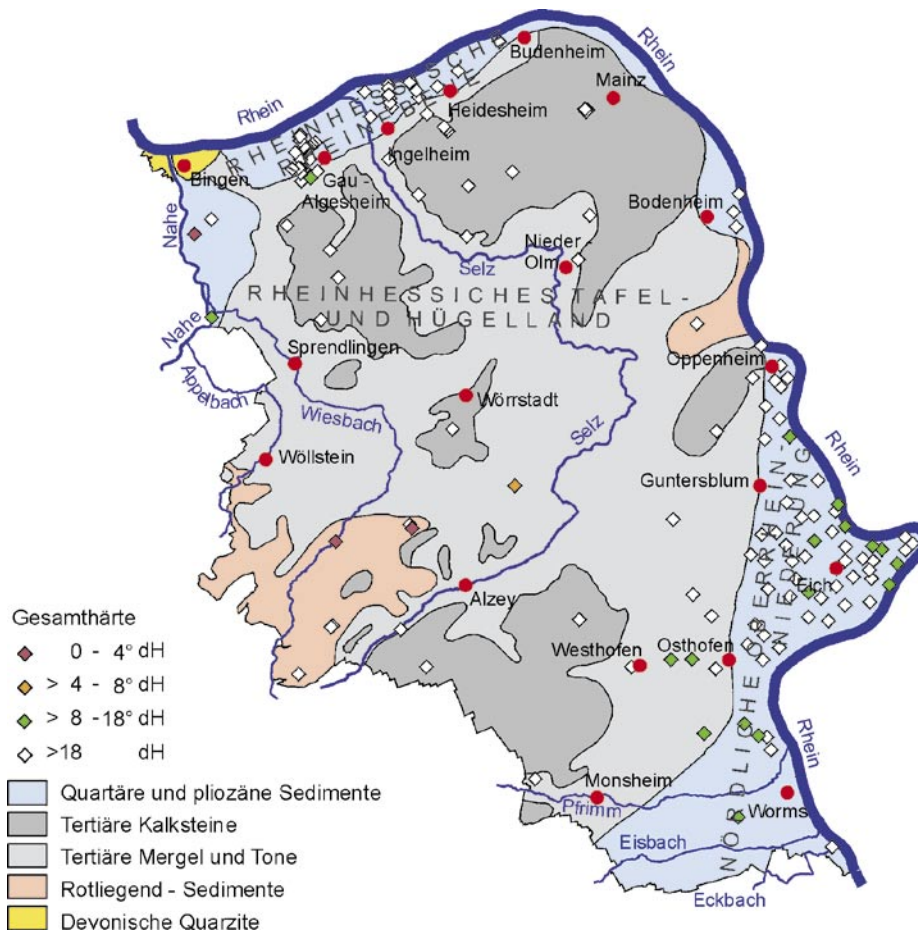 Rhein
Budenheim
Rhein
Mainz
RHEINHESSISCHE
RHEINEBENE
Heidesheim
Ingelheim
Bingen
Gau -
Algesheim
Nahe
Bodenheim
Selz
Nieder
Olm
RHEINHESSICHES TAFEL-
UND HÜGELLAND
Nahe
Sprendlingen
Oppenheim
Appelbach
Wiesbach
Wörrstadt
Selz
Rhein
Wöllstein
Guntersblum
NÖRDLICHE OBERRHEIN-
NIEDERUNG
Eich
Alzey
Westhofen
Osthofen
Rhein
Monsheim
Pfrimm
Worms
Eisbach
Eckbach
Gesamthärte
0 - 4° dH
> 4 - 8° dH
> 8 -18° dH
>18 dH
Quartäre und pliozäne Sedimente
Tertiäre Kalksteine
Tertiäre Mergel und Tone
Rotliegend - Sedimente
Devonische Quarzite